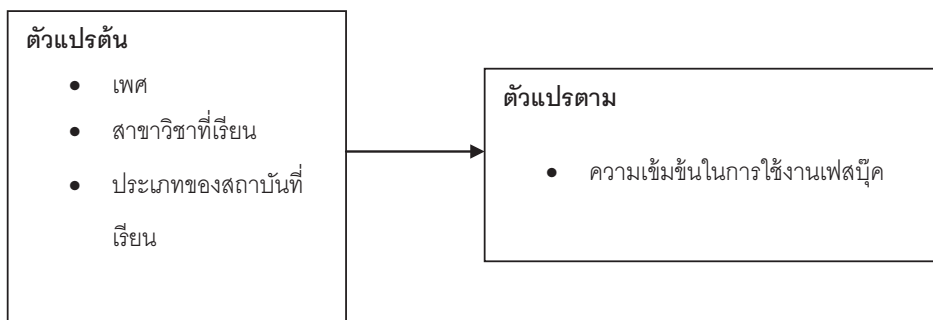 ตัวแปรต้น
• เพศ
• สาขาวิชาที่เรียน
• ประเภทของสถาบันที่
เรียน
ตัวแปรตาม
• ความเข้มข้นในการใช้งานเฟสบุ๊ค